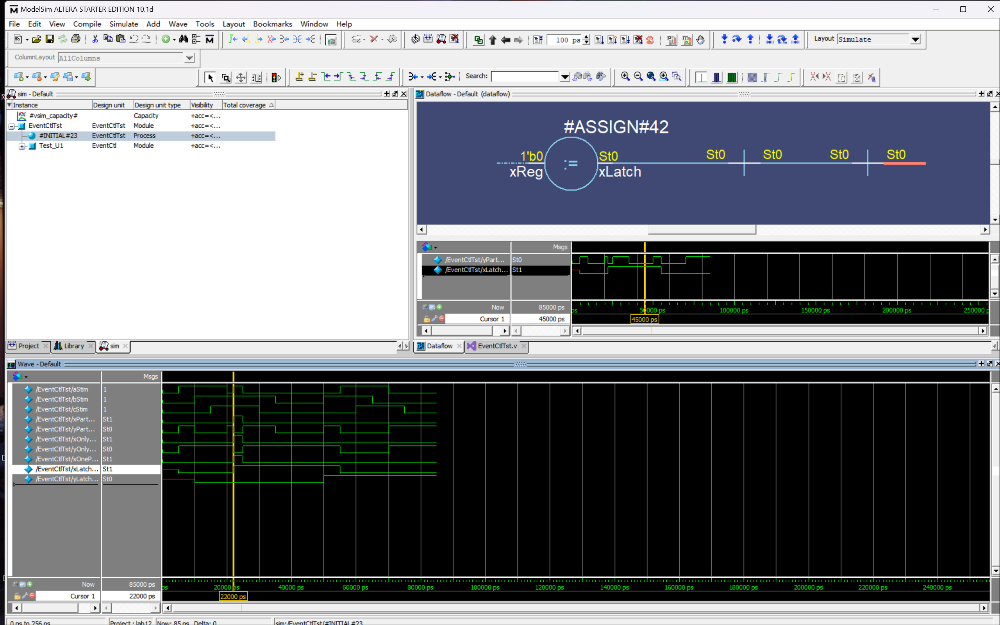 ModelSim ALTERA STARTER EDITION 10.1d
File Edit View Compile Simulate Add Wave Tools Layout Bookmarks Window Help
100 ps
Layout Simulate
ColumnLayout AllColumns
Search:
sim - Default
Instance Design unit Design unit type Visibility Total coverage
#vsim_capacity# Capacity +acc=<...
EventCtlTst EventCtlTst Module +acc=<...
#INITIAL#23 EventCtlTst Process +acc=<...
Test_U1 EventCtl Module +acc=<...
Project Library sim
Dataflow - Default (dataflow)
#ASSIGN#42
1'b0 St0 St0 St0 St0 St0
xReg := xLatch
Msgs
/EventCtlTst/yPart... St0
/EventCtlTst/xLatch... St1
Now 85000 ps
ps 50000 ps 100000 ps 150000 ps 200000 ps 250000 p
Cursor 1 45000 ps
45000 ps
Dataflow EventCtlTst.v
Wave - Default
Msgs
/EventCtlTst/aStim 1
/EventCtlTst/bStim 1
/EventCtlTst/cStim 1
/EventCtlTst/xPart... St1
/EventCtlTst/yPart... St0
/EventCtlTst/xOnly... St1
/EventCtlTst/yOnly... St0
/EventCtlTst/xOneP... St1
/EventCtlTst/xLatch... St1
/EventCtlTst/yLatch... St0
Now 85000 ps
ps 20000 ps 40000 ps 60000 ps 80000 ps 100000 ps 120000 ps 140000 ps 160000 ps 180000 ps 200000 ps 220000 ps 240000 ps
Cursor 1 22000 ps
22000 ps
0 ps to 256 ns Project : lab12 Now: 85 ns Delta: 0 sim:/EventCtlTst/#INITIAL#23